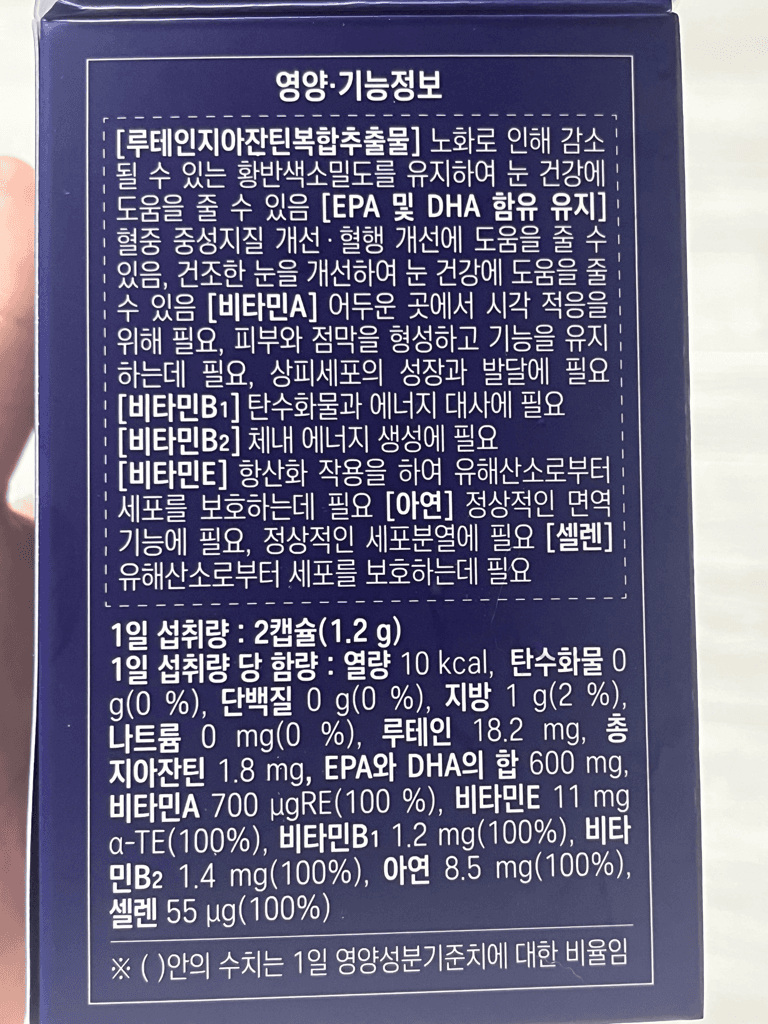 영양·기능정보
[루테인지아잔틴복합추출물] 노화로 인해 감소
될 수 있는 황반색소밀도를 유지하여 눈 건강에
도움을 줄 수 있음 [EPA 및 DHA 함유 유지]
혈중 중성지질 개선·혈행 개선에 도움을 줄 수
있음, 건조한 눈을 개선하여 눈 건강에 도움을 줄
수 있음 [비타민A] 어두운 곳에서 시각 적응을
위해 필요, 피부와 점막을 형성하고 기능을 유지
하는데 필요, 상피세포의 성장과 발달에 필요
[비타민B1] 탄수화물과 에너지 대사에 필요
[비타민B2] 체내 에너지 생성에 필요
[비타민E] 항산화 작용을 하여 유해산소로부터
세포를 보호하는데 필요 [아연] 정상적인 면역
기능에 필요, 정상적인 세포분열에 필요 [셀렌]
유해산소로부터 세포를 보호하는데 필요
1일 섭취량 : 2캡슐(1.2 g)
1일 섭취량 당 함량 : 열량 10 kcal, 탄수화물 0
g(0 %), 단백질 0 g(0 %), 지방 1 g(2 %),
나트륨 0 mg(0 %), 루테인 18.2 mg, 총
지아잔틴 1.8 mg, EPA와 DHA의 합 600 mg,
비타민A 700 µgRE(100 %), 비타민E 11 mg
α-TE(100%), 비타민B1 1.2 mg(100%), 비타
민B2 1.4 mg(100%), 아연 8.5 mg(100%),
셀렌 55 µg(100%)
※ ( )안의 수치는 1일 영양성분기준치에 대한 비율임